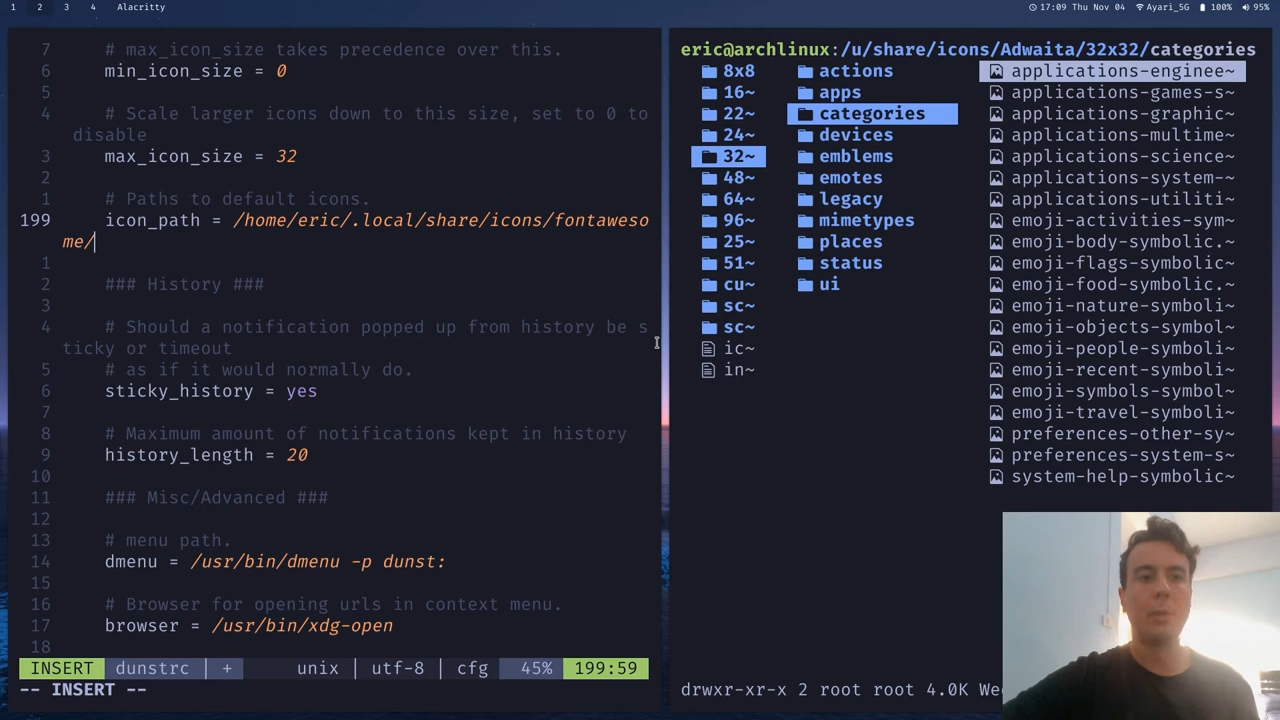 1 2 3 4 Alacritty 17:09 Thu Nov 04 Ayari_5G 100% 95%
7 # max_icon_size takes precedence over this.
6 min_icon_size = 0
5
4 # Scale larger icons down to this size, set to 0 to
disable
3 max_icon_size = 32
2
1 # Paths to default icons.
199 icon_path = /home/eric/.local/share/icons/fontaweso
me/
1
2 ### History ###
3
4 # Should a notification popped up from history be s
ticky or timeout
5 # as if it would normally do.
6 sticky_history = yes
7
8 # Maximum amount of notifications kept in history
9 history_length = 20
10
11 ### Misc/Advanced ###
12
13 # menu path.
14 dmenu = /usr/bin/dmenu -p dunst:
15
16 # Browser for opening urls in context menu.
17 browser = /usr/bin/xdg-open
18
INSERT dunstrc + unix utf-8 cfg 45% 199:59
-- INSERT --
eric@archlinux:/u/share/icons/Adwaita/32x32/categories
8x8 actions applications-enginee~
16~ apps applications-games-s~
22~ categories applications-graphic~
24~ devices applications-multime~
32~ emblems applications-science~
48~ emotes applications-system-~
64~ legacy applications-utiliti~
96~ mimetypes emoji-activities-sym~
25~ places emoji-body-symbolic.~
51~ status emoji-flags-symbolic~
cu~ ui emoji-food-symbolic.~
sc~ emoji-nature-symboli~
sc~ emoji-objects-symbol~
ic~ emoji-people-symboli~
in~ emoji-recent-symboli~
emoji-symbols-symbol~
emoji-travel-symboli~
preferences-other-sy~
preferences-system-s~
system-help-symbolic~
drwxr-xr-x 2 root root 4.0K We